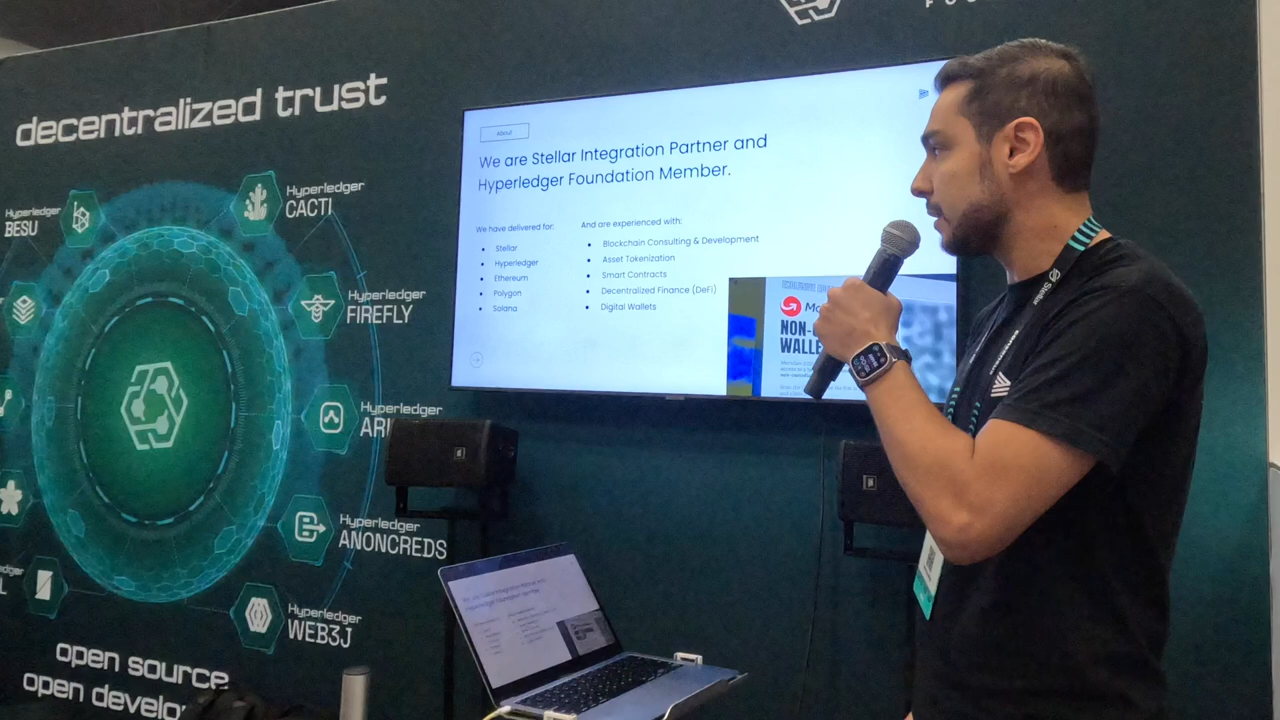 decentralized trust
Hyperledger
BESU
Hyperledger
CACTI
Hyperledger
FIREFLY
Hyperledger
Hyperledger
ANONCREDS
Hyperledger
WEB3J
open source
About
We are Stellar Integration Partner and
Hyperledger Foundation Member.
We have delivered for:
Stellar
Hyperledger
Ethereum
Polygon
Solana
And are experienced with:
Blockchain Consulting & Development
Asset Tokenization
Smart Contracts
Decentralized Finance (DeFi)
Digital Wallets
Stellar